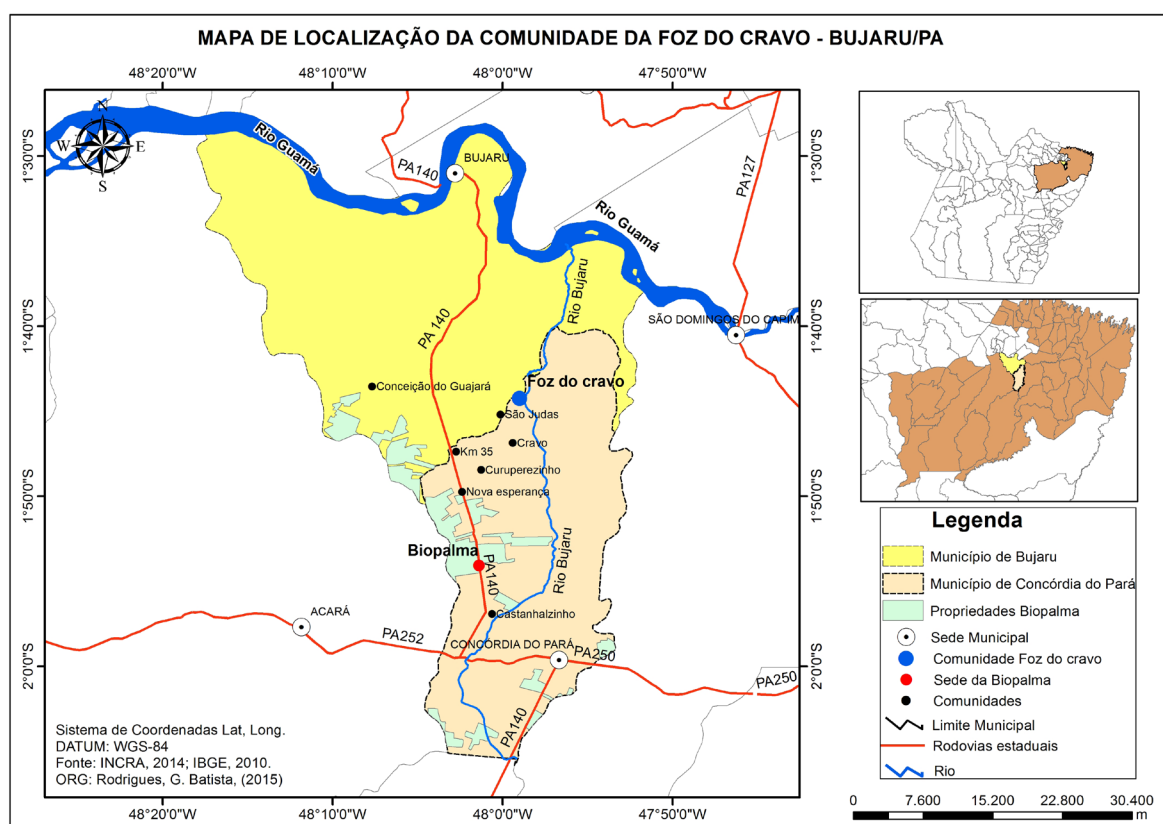 MAPA DE LOCALIZAÇÃO DA COMUNIDADE DA FOZ DO CRAVO - BUJARU/PA
48°20'0"W 48°10'0"W 48°0'0"W 47°50'0"W
N
W E
S
Rio Guamá
PA140
BUJARU
PA127
1°30'0"S 1°30'0"S
Rio Guamá
Rio Bujaru
PA 140
SÃO DOMINGOS DO CAPIM
1°40'0"S 1°40'0"S
Foz do cravo
Conceição do Guajará
São Judas
Cravo
Km 35
Curuperezinho
Nova esperança
1°50'0"S 1°50'0"S
Biopalma
PA140
Rio Bujaru
Castanhalzinho
ACARÁ
PA252
CONCÓRDIA DO PARÁ
PA250
PA250
2°0'0"S 2°0'0"S
PA140
Sistema de Coordenadas Lat, Long.
DATUM: WGS-84
Fonte: INCRA, 2014; IBGE, 2010.
ORG: Rodrigues, G. Batista, (2015)
48°20'0"W 48°10'0"W 48°0'0"W 47°50'0"W
Legenda
Município de Bujaru
Município de Concórdia do Pará
Propriedades Biopalma
Sede Municipal
Comunidade Foz do cravo
Sede da Biopalma
Comunidades
Limite Municipal
Rodovias estaduais
Rio
0 7.600 15.200 22.800 30.400
m